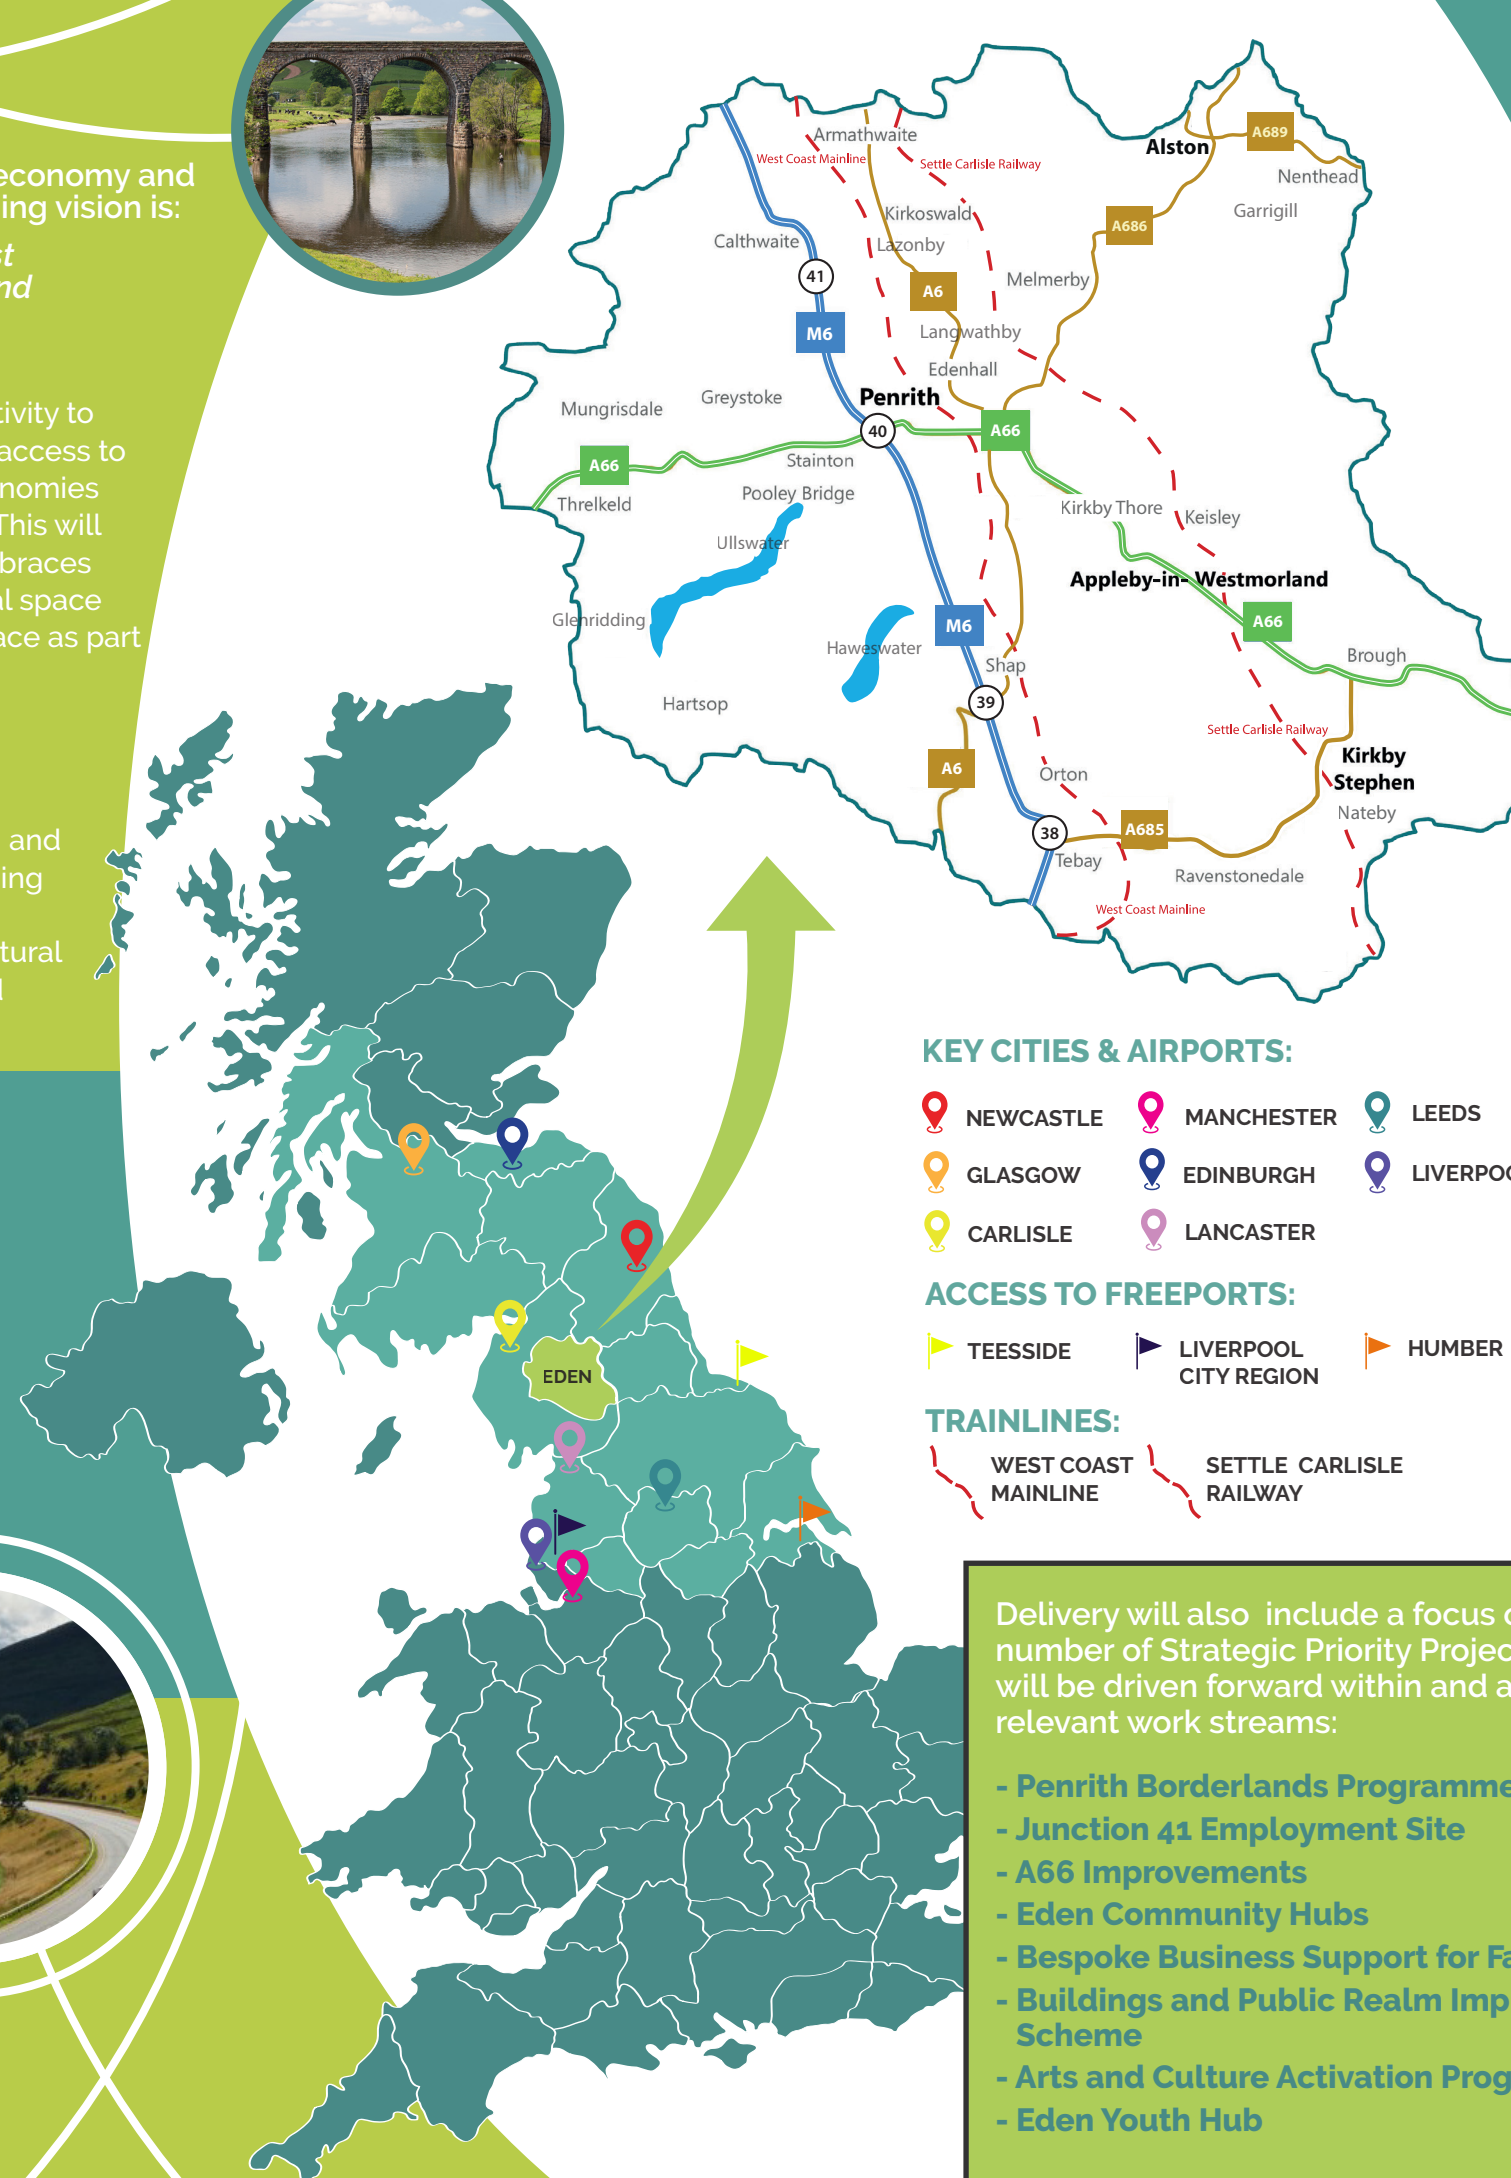 economy and
ing vision is:
st
nd
tivity to
access to
nomies
This will
braces
al space
ace as part
and
ing
tural
Armathwaite
West Coast Mainline
Settle Carlisle Railway
Alston
A689
Nenthead
Garrigill
Kirkoswald
A686
Calthwaite
Lazonby
41
Melmerby
A6
M6
Langwathby
Edenhall
Greystoke
Penrith
Mungrisdale
40
A66
Stainton
A66
Pooley Bridge
Threlkeld
Kirkby Thore
Keisley
Ullswater
Appleby-in- Westmorland
Glenridding
M6
A66
Haweswater
Shap
Brough
Hartsop
39
Settle Carlisle Railway
Kirkby
Stephen
A6
Orton
Nateby
38
A685
Tebay
Ravenstonedale
West Coast Mainline
EDEN
KEY CITIES & AIRPORTS:
NEWCASTLE
MANCHESTER
LEEDS
GLASGOW
EDINBURGH
LIVERPOO
CARLISLE
LANCASTER
ACCESS TO FREEPORTS:
TEESSIDE
LIVERPOOL
CITY REGION
HUMBER
TRAINLINES:
WEST COAST
MAINLINE
SETTLE CARLISLE
RAILWAY
Delivery will also include a focus
number of Strategic Priority Projec
will be driven forward within and a
relevant work streams:
- Penrith Borderlands Programme
- Junction 41 Employment Site
- A66 Improvements
- Eden Community Hubs
- Bespoke Business Support for Fa
- Buildings and Public Realm Imp
Scheme
- Arts and Culture Activation Prog
- Eden Youth Hub